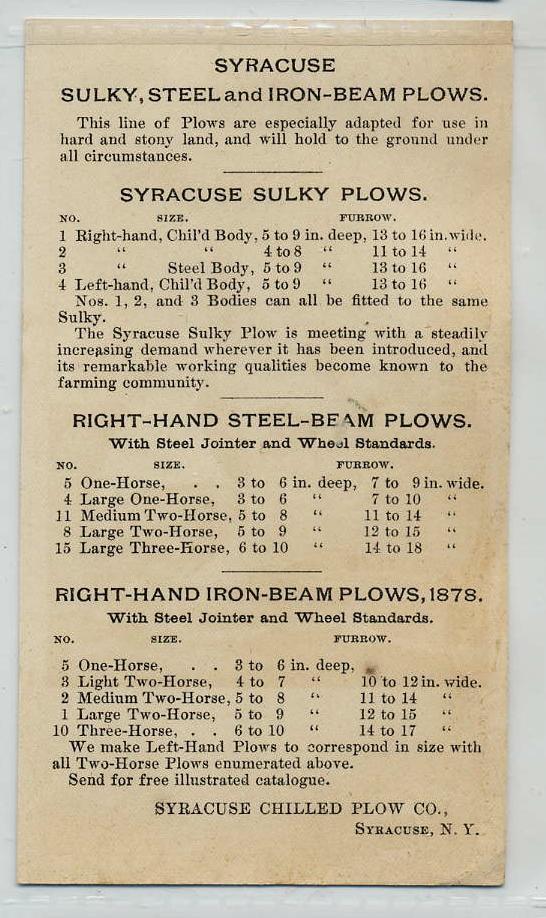 SYRACUSE
SULKY, STEEL and IRON-BEAM PLOWS.
This line of Plows are especially adapted for use in
hard and stony land, and will hold to the ground under
all circumstances.
SYRACUSE SULKY PLOWS.
NO. SIZE. FURROW.
1 Right-hand, Chil'd Body, 5 to 9 in. deep, 13 to 16 in. wide.
2 “ “ 4 to 8 “ 11 to 14 “
3 “ Steel Body, 5 to 9 “ 13 to 16 “
4 Left-hand, Chil'd Body, 5 to 9 “ 13 to 16 “
Nos. 1, 2, and 3 Bodies can all be fitted to the same
Sulky.
The Syracuse Sulky Plow is meeting with a steadily
increasing demand wherever it has been introduced, and
its remarkable working qualities become known to the
farming community.
RIGHT-HAND STEEL-BEAM PLOWS.
With Steel Jointer and Wheel Standards.
NO. SIZE. FURROW.
5 One-Horse, . . 3 to 6 in. deep, 7 to 9 in. wide.
4 Large One-Horse, 3 to 6 “ 7 to 10 “
11 Medium Two-Horse, 5 to 8 “ 11 to 14 “
8 Large Two-Horse, 5 to 9 “ 12 to 15 “
15 Large Three-Horse, 6 to 10 “ 14 to 18 “
RIGHT-HAND IRON-BEAM PLOWS, 1878.
With Steel Jointer and Wheel Standards.
NO. SIZE. FURROW.
5 One-Horse, . . 3 to 6 in. deep,
3 Light Two-Horse, 4 to 7 “ 10 to 12 in. wide.
2 Medium Two-Horse, 5 to 8 “ 11 to 14 “
1 Large Two-Horse, 5 to 9 “ 12 to 15 “
10 Three-Horse, . . 6 to 10 “ 14 to 17 “
We make Left-Hand Plows to correspond in size with
all Two-Horse Plows enumerated above.
Send for free illustrated catalogue.
SYRACUSE CHILLED PLOW CO.,
SYRACUSE, N. Y.